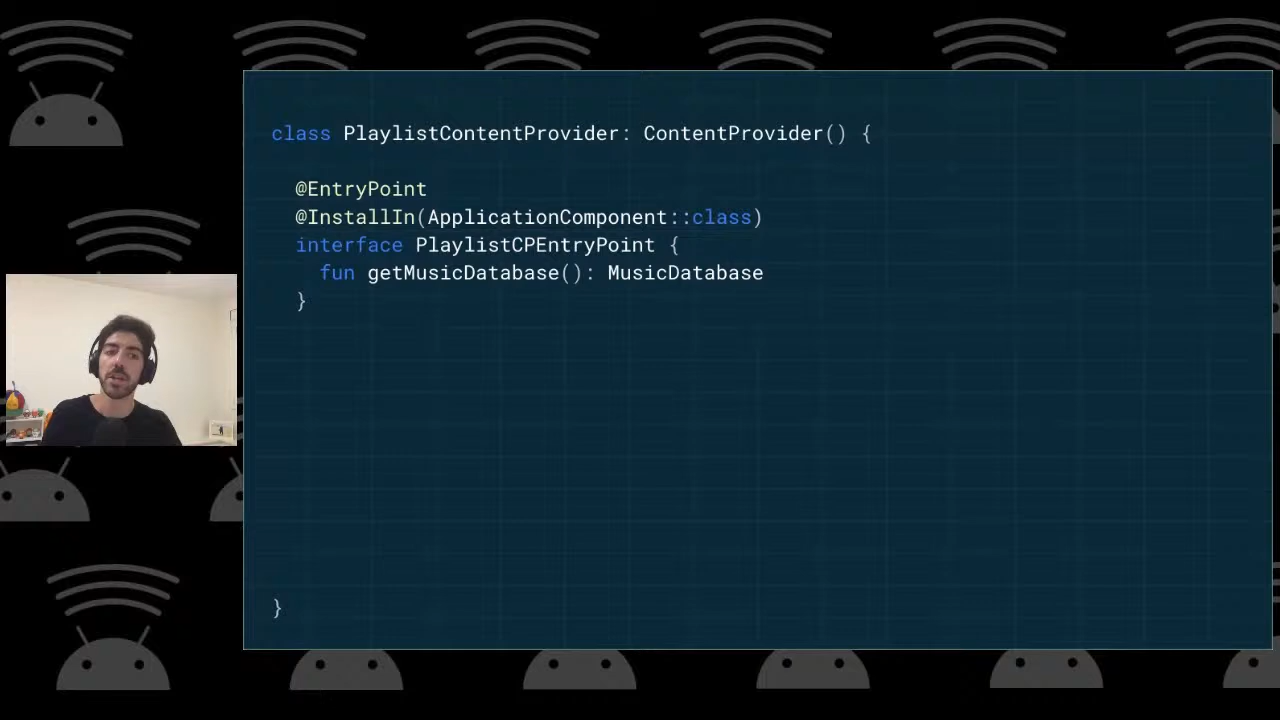 class PlaylistContentProvider: ContentProvider() {
@EntryPoint
@InstallIn(ApplicationComponent::class)
interface PlaylistCPEntryPoint {
fun getMusicDatabase(): MusicDatabase
}
}